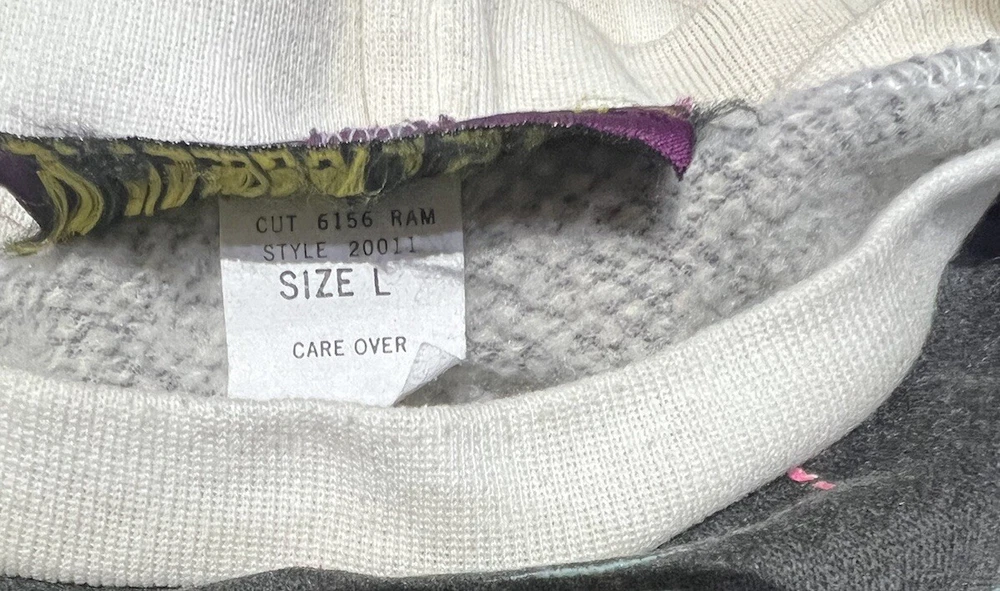 CUT 6156 RAM
STYLE 20011
SIZE L
CARE OVER